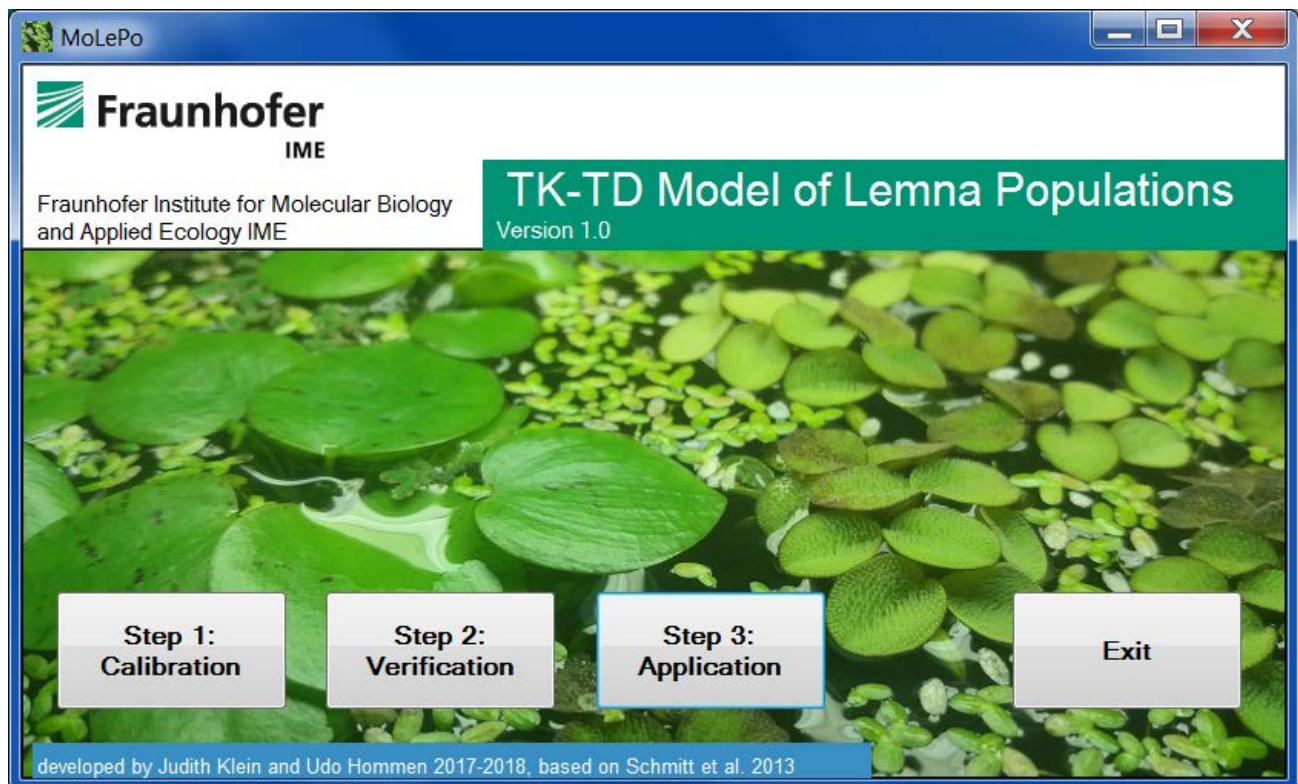 MoLePo
Fraunhofer
IME
Fraunhofer Institute for Molecular Biology
and Applied Ecology IME
TK-TD Model of Lemna Populations
Version 1.0
Step 1:
Calibration
Step 2:
Verification
Step 3:
Application
Exit
developed by Judith Klein and Udo Hommen 2017-2018, based on Schmitt et al. 2013